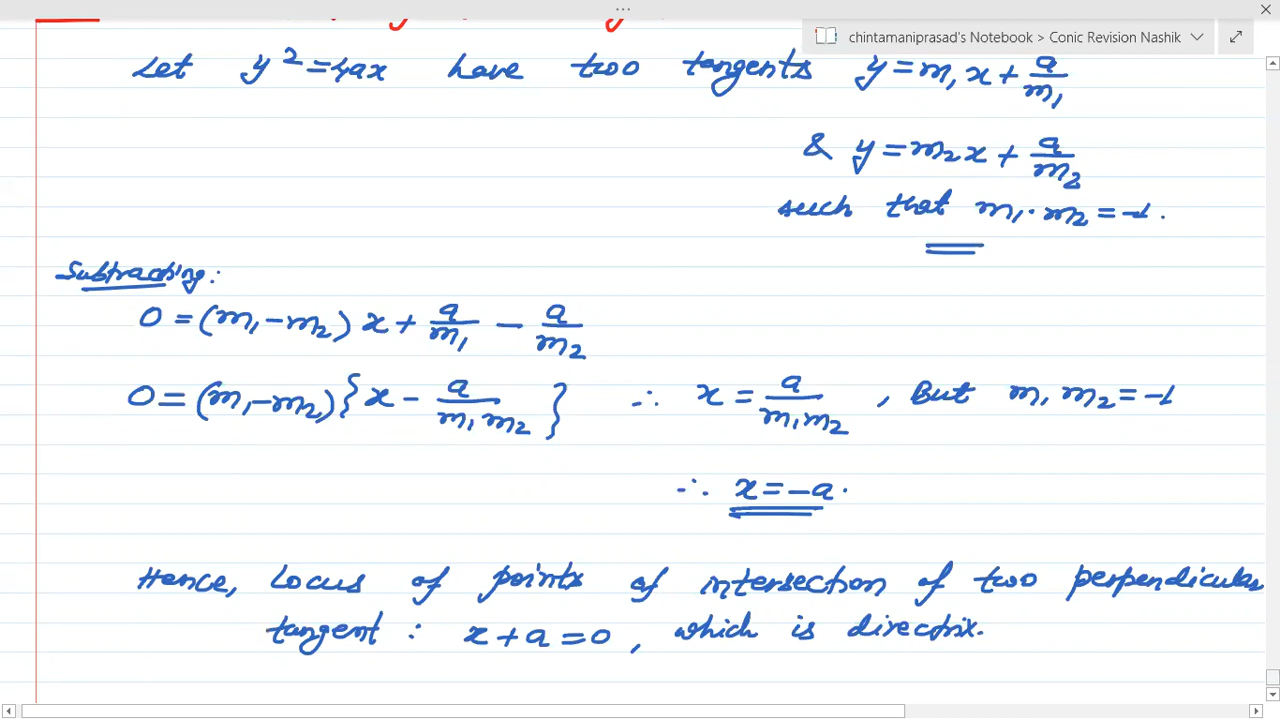 chintamaniprasad's Notebook > Conic Revision Nashik
Let y² = 4ax have two tangents y = m₁x + a/m₁
& y = m₂x + a/m₂
such that m₁·m₂ = -1.
Subtracting:
0 = (m₁-m₂) x + a/m₁ - a/m₂
0 = (m₁-m₂){x - a/m₁m₂} ∴ x = a/m₁m₂, But m₁m₂ = -1
∴ x = -a.
Hence, Locus of points of intersection of two perpendicular
tangent : x + a = 0, which is directrix.